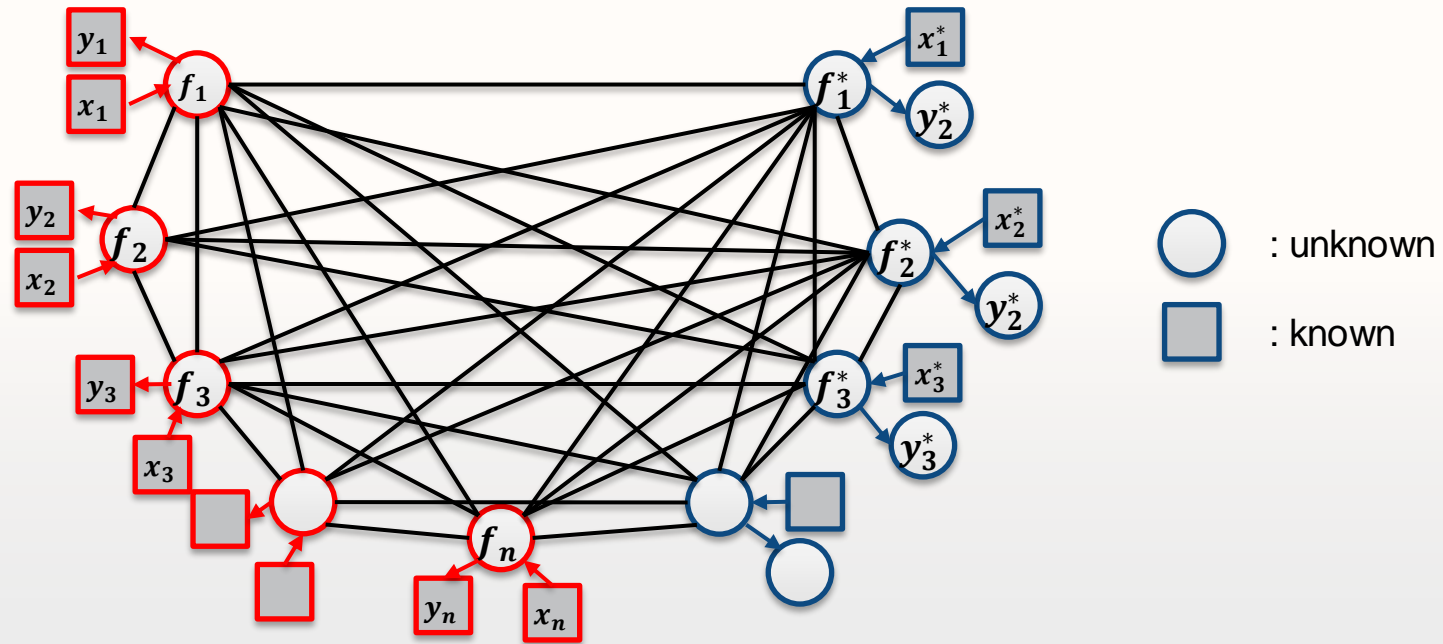 y₁
x₁
f₁
y₂
x₂
f₂
y₃
x₃
f₃
yₙ
xₙ
fₙ
f₁*
x₁*
y₂*
f₂*
x₂*
y₂*
f₃*
x₃*
y₃*
: unknown
: known